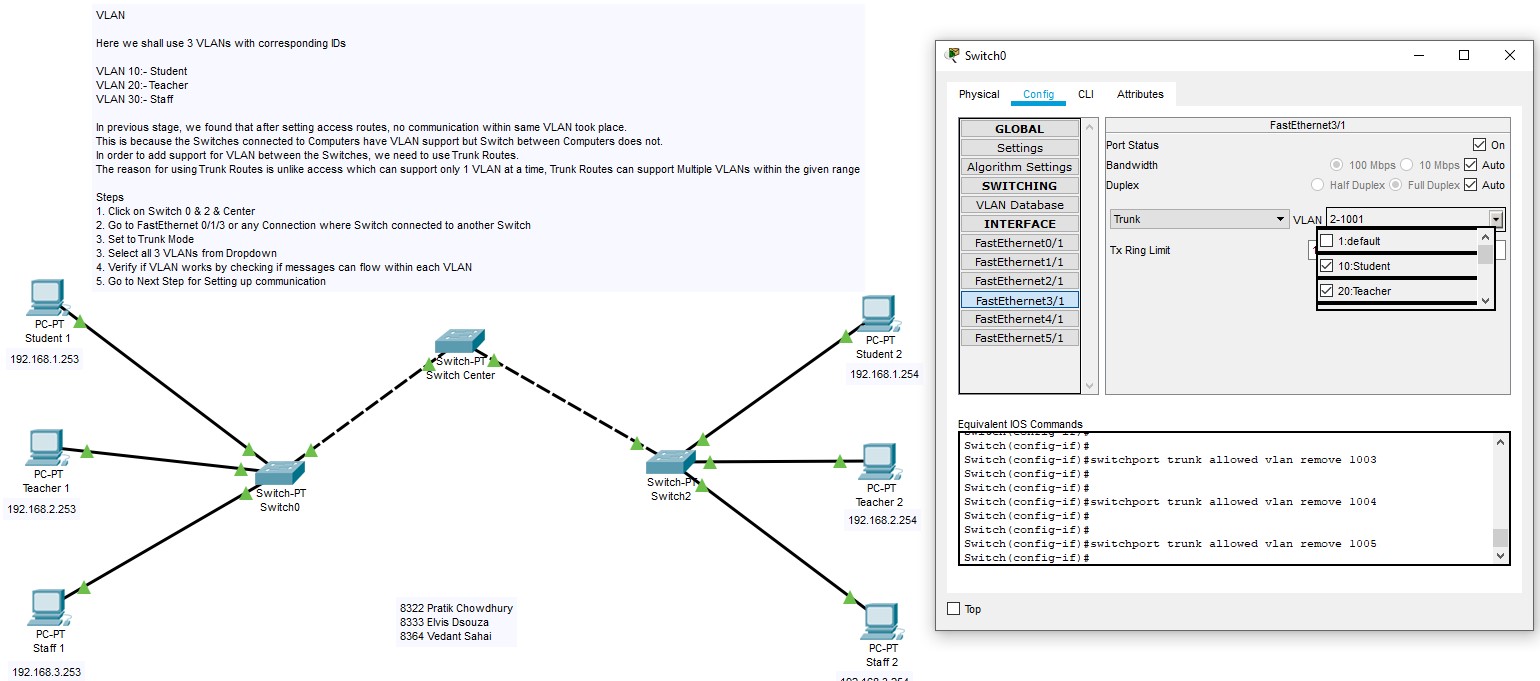 VLAN
Here we shall use 3 VLANs with corresponding IDs
VLAN 10:- Student
VLAN 20:- Teacher
VLAN 30:- Staff
In previous stage, we found that after setting access routes, no communication within same VLAN took place.
This is because the Switches connected to Computers have VLAN support but Switch between Computers does not.
In order to add support for VLAN between the Switches, we need to use Trunk Routes.
The reason for using Trunk Routes is unlike access which can support only 1 VLAN at a time, Trunk Routes can support Multiple VLANs within the given range
Steps
1. Click on Switch 0 & 2 & Center
2. Go to FastEthernet 0/1/3 or any Connection where Switch connected to another Switch
3. Set to Trunk Mode
3. Select all 3 VLANs from Dropdown
4. Verify if VLAN works by checking if messages can flow within each VLAN
5. Go to Next Step for Setting up communication
PC-PT
Student 1
192.168.1.253
PC-PT
Teacher 1
192.168.2.253
PC-PT
Staff 1
192.168.3.253
Switch-PT
Switch0
Switch-PT
Switch Center
Switch-PT
Switch2
PC-PT
Student 2
192.168.1.254
PC-PT
Teacher 2
192.168.2.254
PC-PT
Staff 2
192.168.3.254
8322 Pratik Chowdhury
8333 Elvis Dsouza
8364 Vedant Sahai
Switch0
Physical
Config
CLI
Attributes
GLOBAL
Settings
Algorithm Settings
SWITCHING
VLAN Database
INTERFACE
FastEthernet0/1
FastEthernet1/1
FastEthernet2/1
FastEthernet3/1
FastEthernet4/1
FastEthernet5/1
FastEthernet3/1
Port Status
On
Bandwidth
100 Mbps
10 Mbps
Auto
Duplex
Half Duplex
Full Duplex
Auto
Trunk
VLAN
2-1001
1:default
10:Student
20:Teacher
Tx Ring Limit
Equivalent IOS Commands
Switch(config-if)#
Switch(config-if)#
Switch(config-if)#switchport trunk allowed vlan remove 1003
Switch(config-if)#
Switch(config-if)#
Switch(config-if)#switchport trunk allowed vlan remove 1004
Switch(config-if)#
Switch(config-if)#
Switch(config-if)#switchport trunk allowed vlan remove 1005
Switch(config-if)#
Top